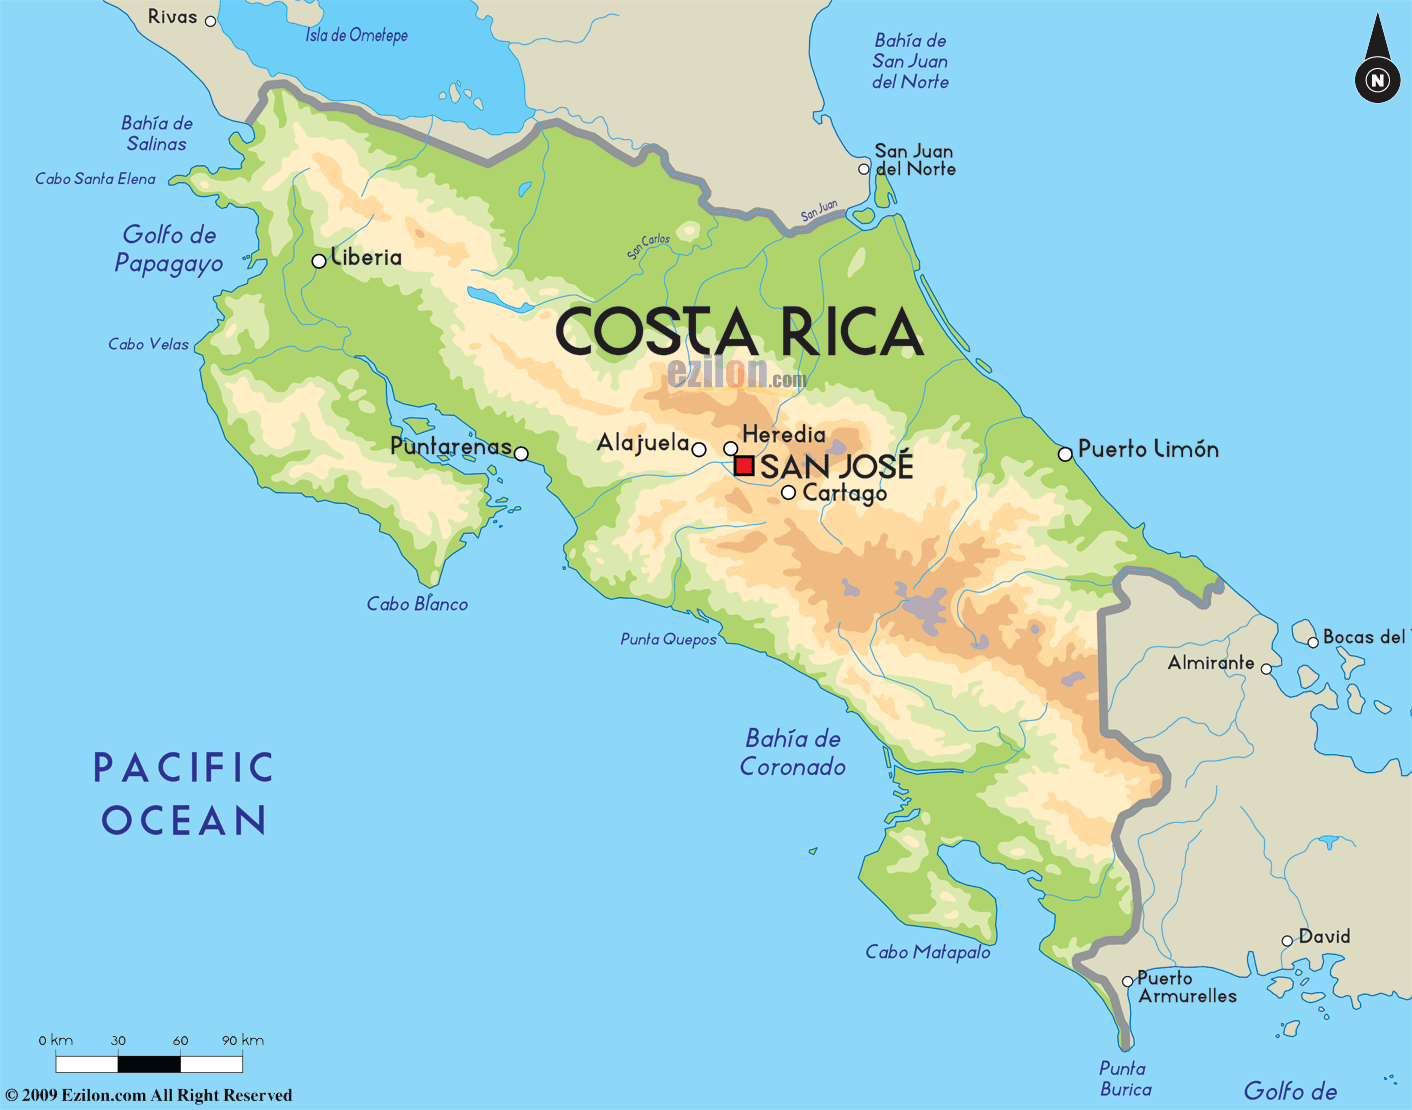 Rivas
Isla de Ometepe
Bahía de
San Juan
del Norte
N
Bahía de
Salinas
San Juan
del Norte
Cabo Santa Elena
San Juan
Golfo de
Papagayo
San Carlos
Liberia
COSTA RICA
Cabo Velas
ezilon.com
Heredia
Alajuela
Puntarenas
Puerto Limón
SAN JOSÉ
Cartago
Cabo Blanco
Punta Quepos
Bocas del
Almirante
Bahía de
Coronado
PACIFIC
OCEAN
David
Cabo Matapalo
Puerto
Armurelles
0 km 30 60 90 km
Punta
Burica
Golfo de
© 2009 Ezilon.com All Right Reserved